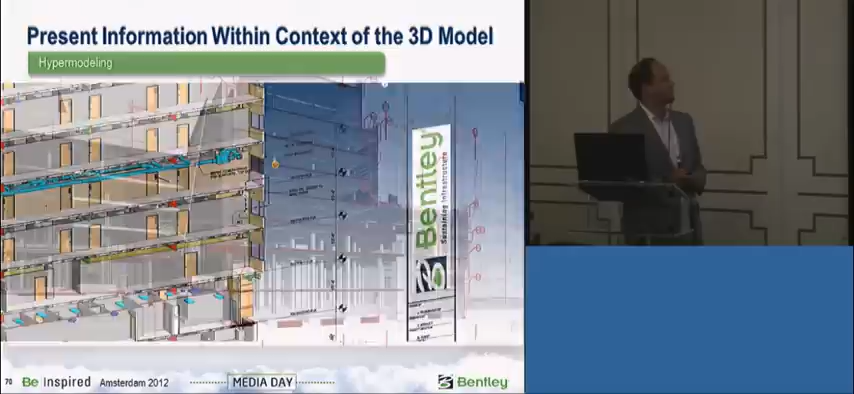 Present Information Within Context of the 3D Model
Hypermodeling
Bentley
Sustaining Infrastructure
70 Be Inspired Amsterdam 2012 MEDIA DAY Bentley